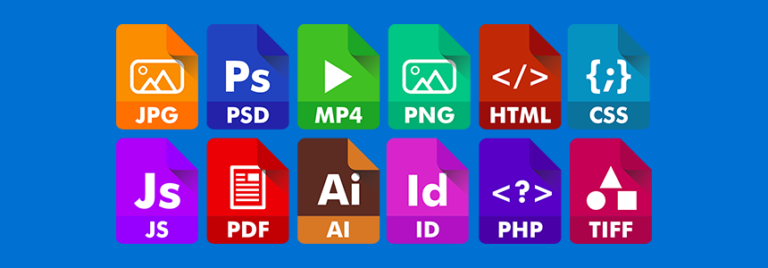 Ps
</>
{;}
JPG PSD MP4 PNG HTML CSS
Js
Ai
Id
<?>
JS PDF AI ID PHP TIFF